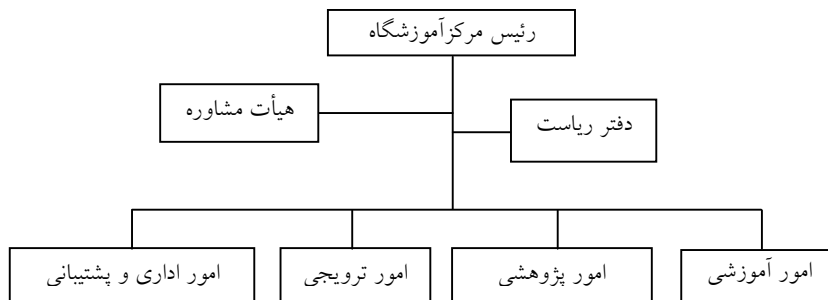 رئیس مرکزآموزشگاه
هیأت مشاوره
دفتر ریاست
امور آموزشی
امور پژوهشی
امور ترویجی
امور اداری و پشتیبانی